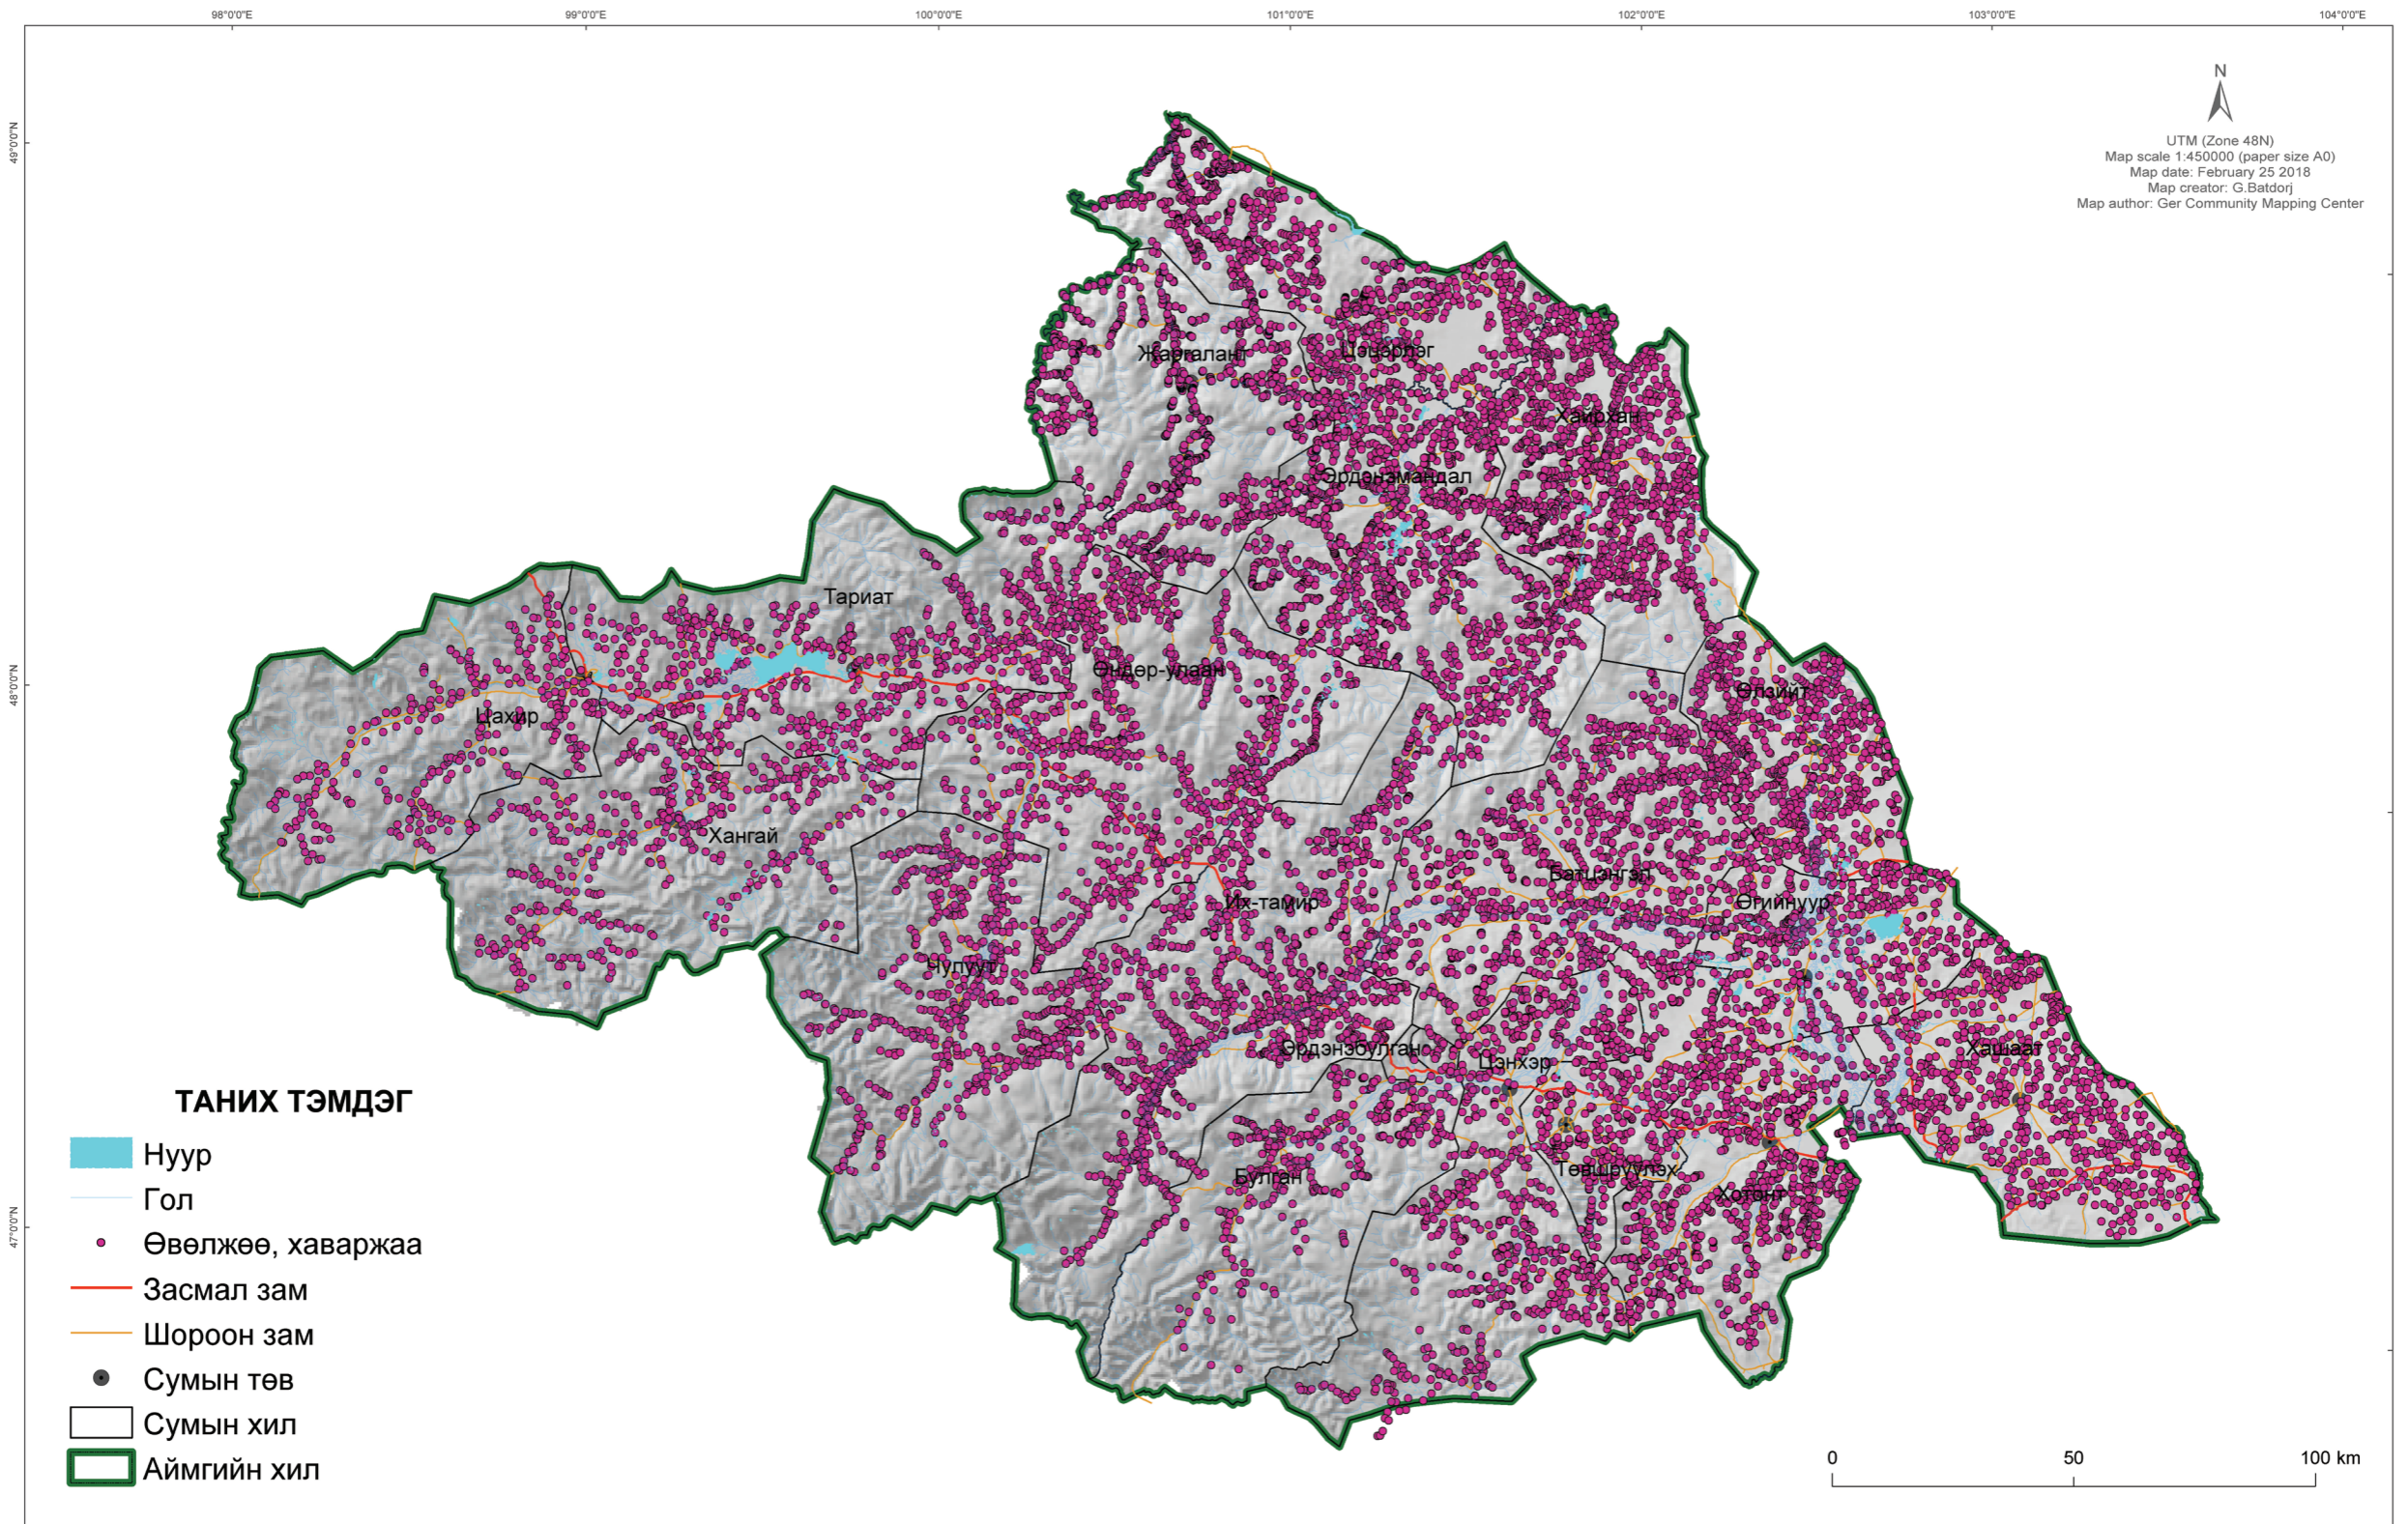 98°0'0"E
99°0'0"E
100°0'0"E
101°0'0"E
102°0'0"E
103°0'0"E
104°0'0"E
N
UTM (Zone 48N)
Map scale 1:450000 (paper size A0)
Map date: February 25 2018
Map creator: G.Batdorj
Map author: Ger Community Mapping Center
49°0'0"N
48°0'0"N
47°0'0"N
Жаргалант
Цэцэрлэг
Хайрхан
Эрдэнэмандал
Тариат
Өндөр-улаан
Өлзийт
Цахир
Хангай
Батцэнгэл
Их-тамир
Өгийнуур
Чулуут
Эрдэнэбулган
Цэнхэр
Хашаат
Булган
Төвшрүүлэх
Хотонт
ТАНИХ ТЭМДЭГ
Нуур
Гол
Өвөлжөө, хаваржаа
Засмал зам
Шороон зам
Сумын төв
Сумын хил
Аймгийн хил
0 50 100 km